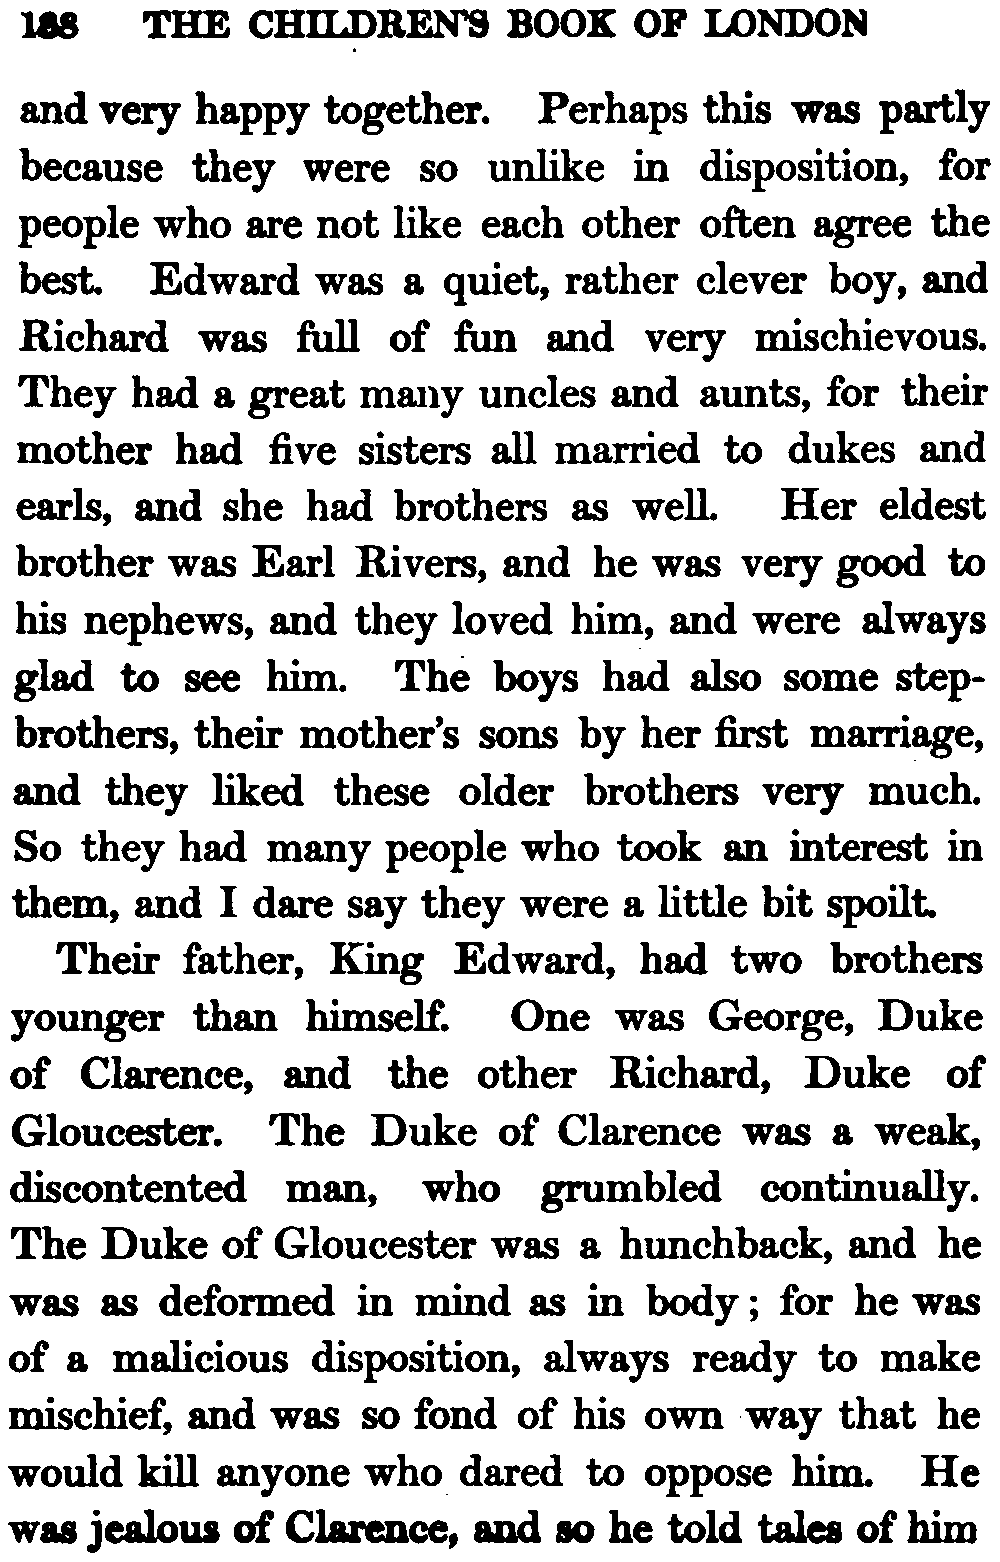 188 THE CHILDREN'S BOOK OF LONDON
and very happy together. Perhaps this was partly
because they were so unlike in disposition, for
people who are not like each other often agree the
best. Edward was a quiet, rather clever boy, and
Richard was full of fun and very mischievous.
They had a great many uncles and aunts, for their
mother had five sisters all married to dukes and
earls, and she had brothers as well. Her eldest
brother was Earl Rivers, and he was very good to
his nephews, and they loved him, and were always
glad to see him. The boys had also some step-
brothers, their mother's sons by her first marriage,
and they liked these older brothers very much.
So they had many people who took an interest in
them, and I dare say they were a little bit spoilt.
Their father, King Edward, had two brothers
younger than himself. One was George, Duke
of Clarence, and the other Richard, Duke of
Gloucester. The Duke of Clarence was a weak,
discontented man, who grumbled continually.
The Duke of Gloucester was a hunchback, and he
was as deformed in mind as in body; for he was
of a malicious disposition, always ready to make
mischief, and was so fond of his own way that he
would kill anyone who dared to oppose him. He
was jealous of Clarence, and so he told tales of him